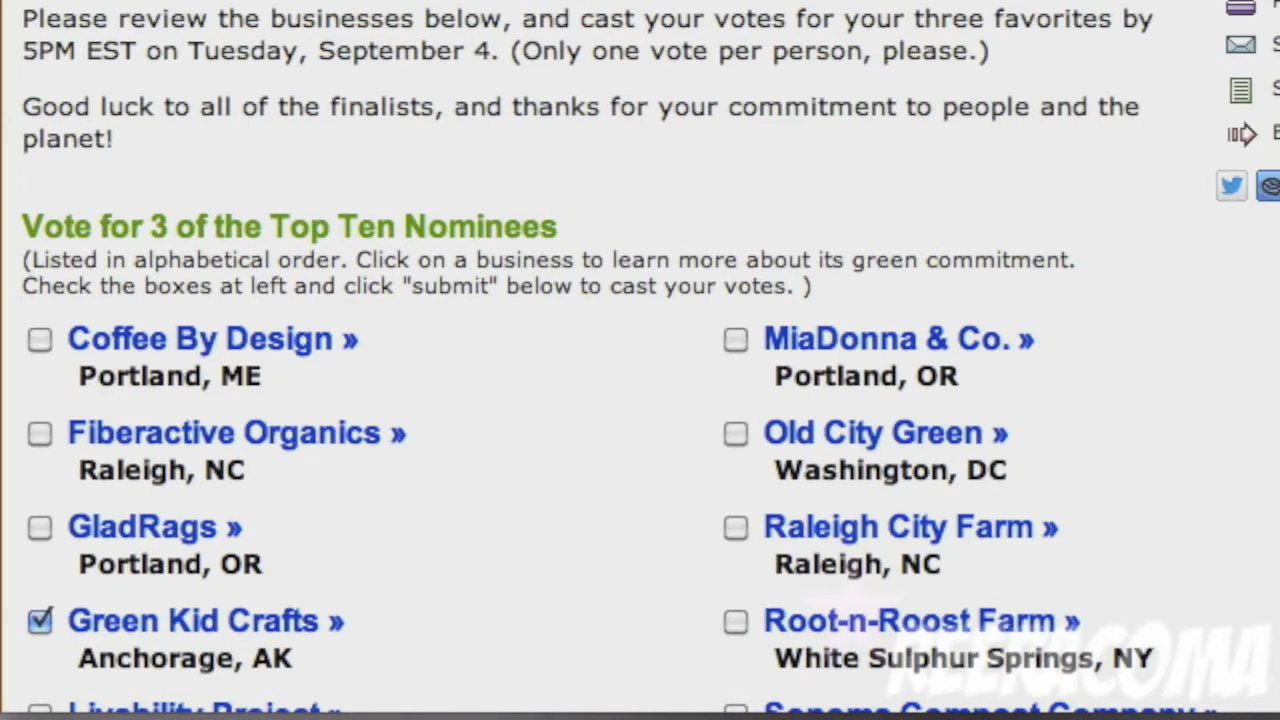 Please review the businesses below, and cast your votes for your three favorites by
5PM EST on Tuesday, September 4. (Only one vote per person, please.)
Good luck to all of the finalists, and thanks for your commitment to people and the
planet!
Vote for 3 of the Top Ten Nominees
(Listed in alphabetical order. Click on a business to learn more about its green commitment.
Check the boxes at left and click "submit" below to cast your votes. )
Coffee By Design »
Portland, ME
Fiberactive Organics »
Raleigh, NC
GladRags »
Portland, OR
Green Kid Crafts »
Anchorage, AK
Livability Project »
MiaDonna & Co. »
Portland, OR
Old City Green »
Washington, DC
Raleigh City Farm »
Raleigh, NC
Root-n-Roost Farm »
White Sulphur Springs, NY
Sonoma Compost Company »